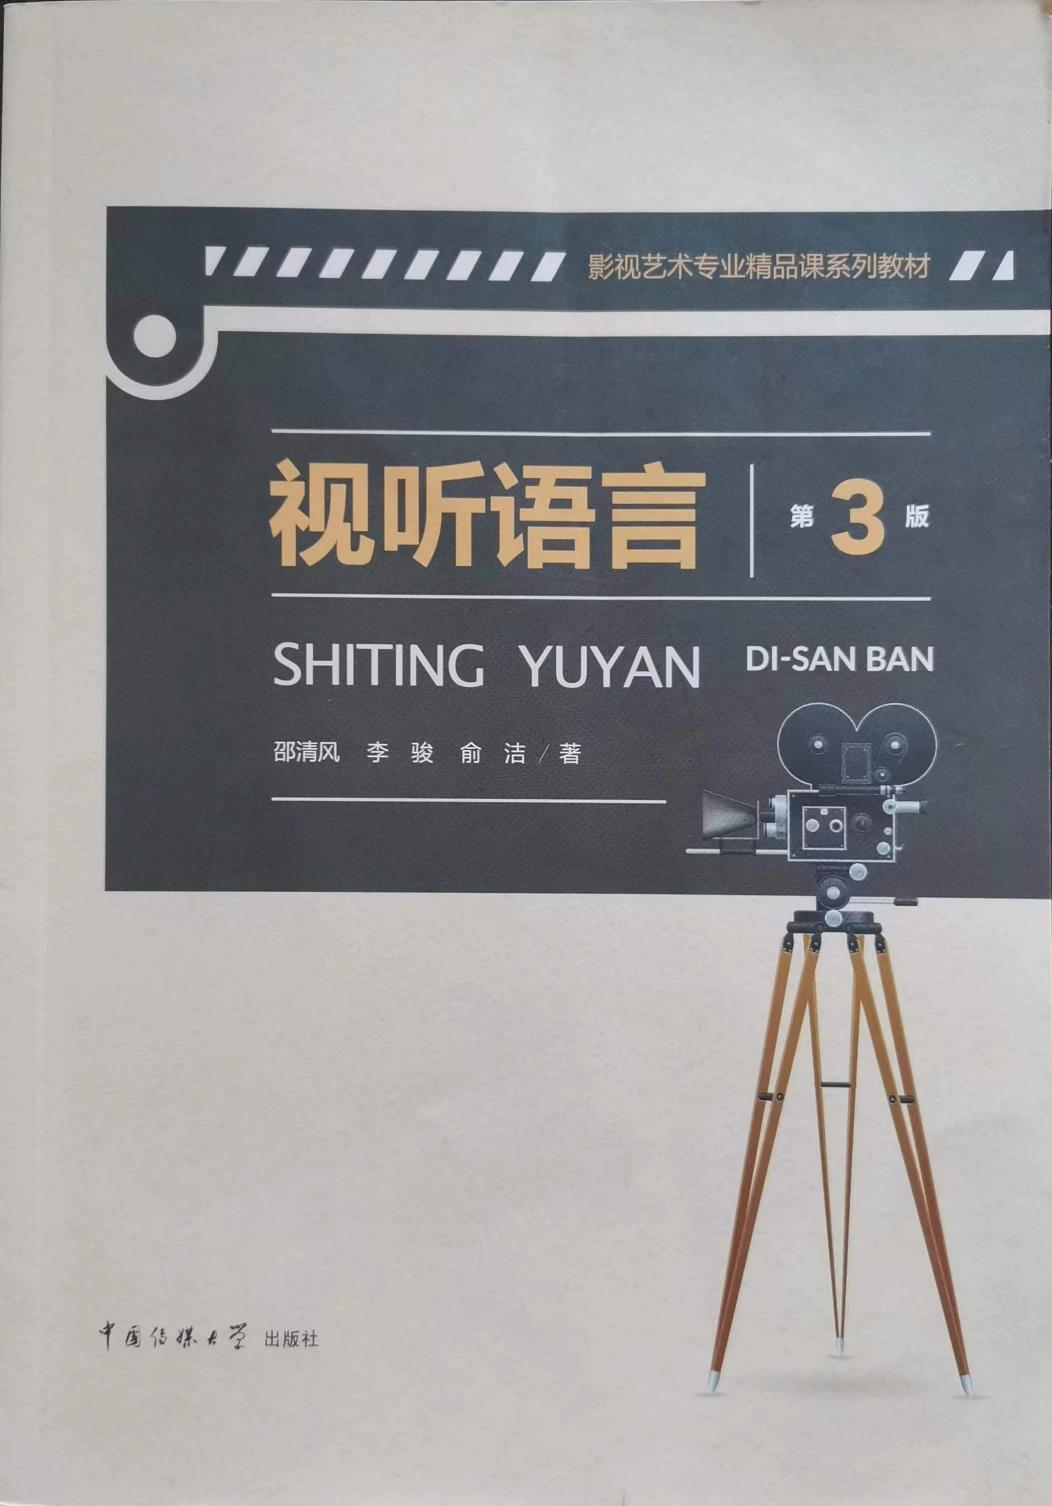 影视艺术专业精品课系列教材
视听语言 第3版
SHITING YUYAN DI-SAN BAN
邵清风 李骏 俞洁/著
中国传媒大学出版社